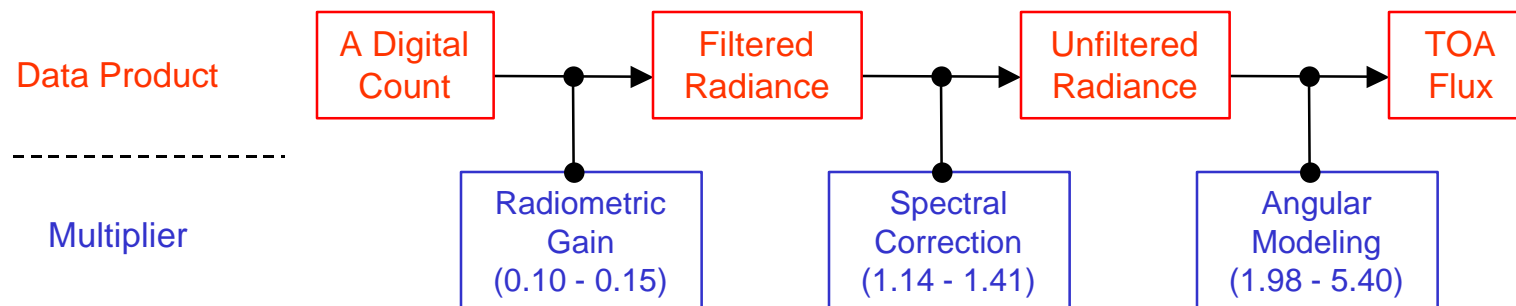 Data Product
A Digital
Count
Filtered
Radiance
Unfiltered
Radiance
TOA
Flux
Multiplier
Radiometric
Gain
(0.10 - 0.15)
Spectral
Correction
(1.14 - 1.41)
Angular
Modeling
(1.98 - 5.40)